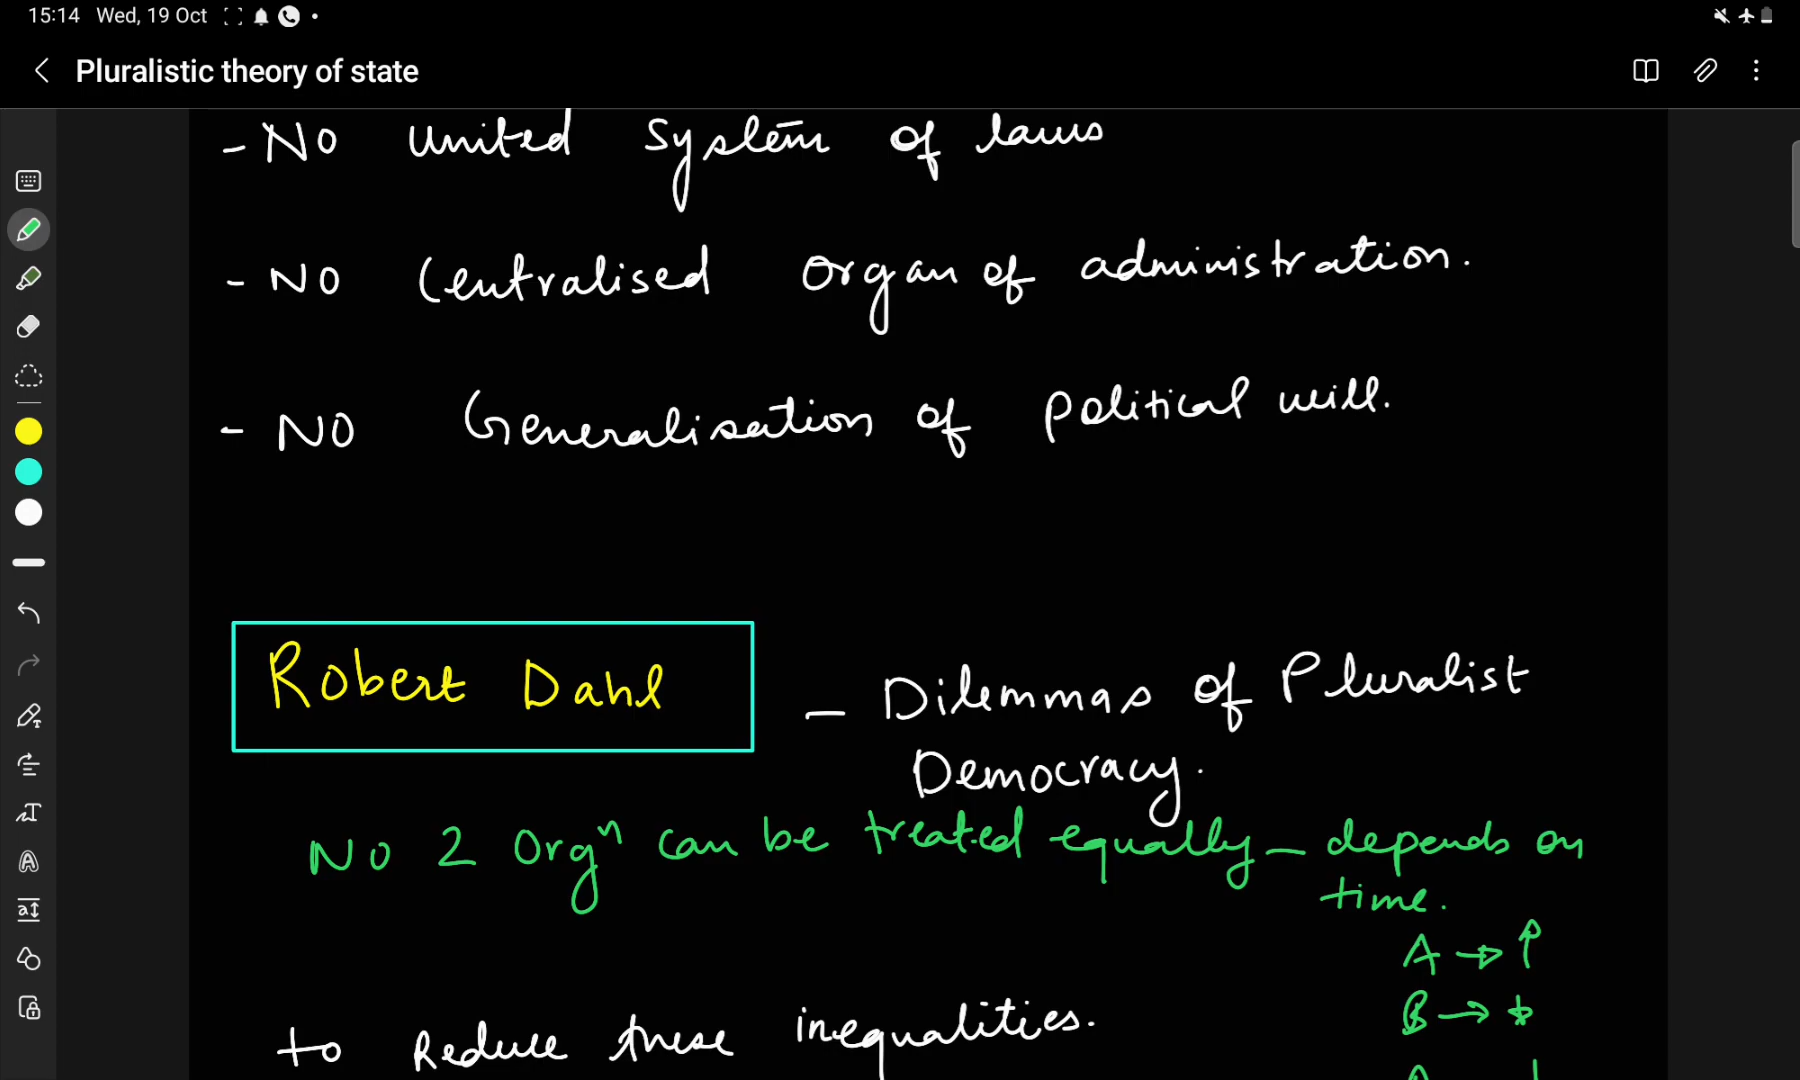 15:14 Wed, 19 Oct
Pluralistic theory of state
- No United System of laws
- NO Centralised Organ of administration.
- NO Generalisation of political will.
Robert Dahl - Dilemmas of Pluralist
Democracy.
No 2 Orgⁿ can be treated equally - depends on
time.
A → ↑
B → ↓
to Reduce these inequalities.